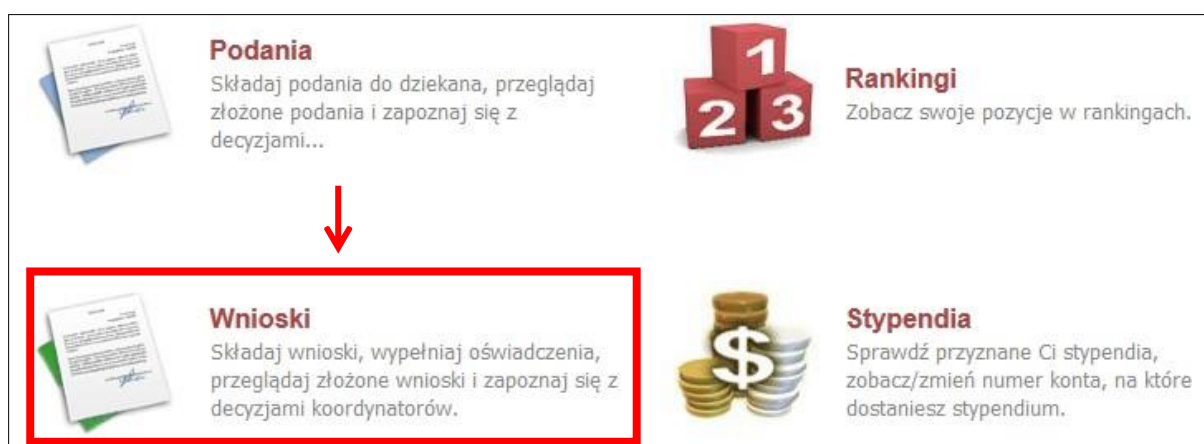 Podania
Składaj podania do dziekana, przeglądaj
złożone podania i zapoznaj się z
decyzjami...
1
2 3
Rankingi
Zobacz swoje pozycje w rankingach.
Wnioski
Składaj wnioski, wypełniaj oświadczenia,
przeglądaj złożone wnioski i zapoznaj się z
decyzjami koordynatorów.
$
Stypendia
Sprawdź przyznane Ci stypendia,
zobacz/zmień numer konta, na które
dostaniesz stypendium.